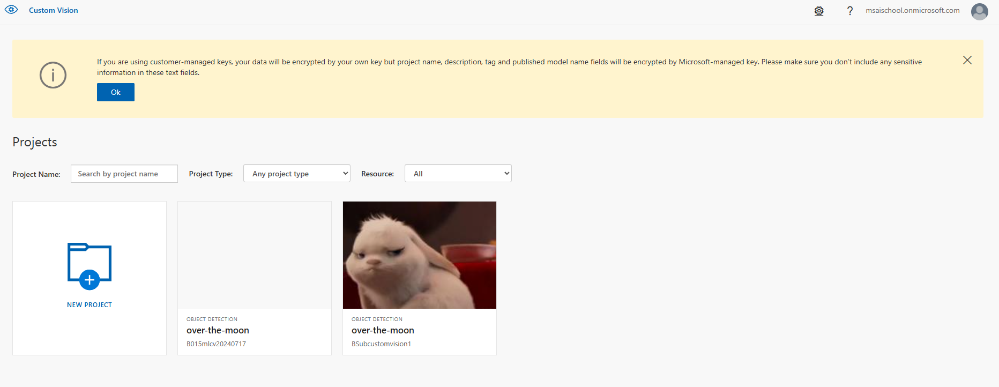 Custom Vision
? msaischool.onmicrosoft.com
If you are using customer-managed keys, your data will be encrypted by your own key but project name, description, tag and published model name fields will be encrypted by Microsoft-managed key. Please make sure you don’t include any sensitive
information in these text fields.
Ok
Projects
Project Name: Search by project name Project Type: Any project type Resource: All
NEW PROJECT
OBJECT DETECTION
over-the-moon
B015mlcv20240717
OBJECT DETECTION
over-the-moon
BSubcustomvision1